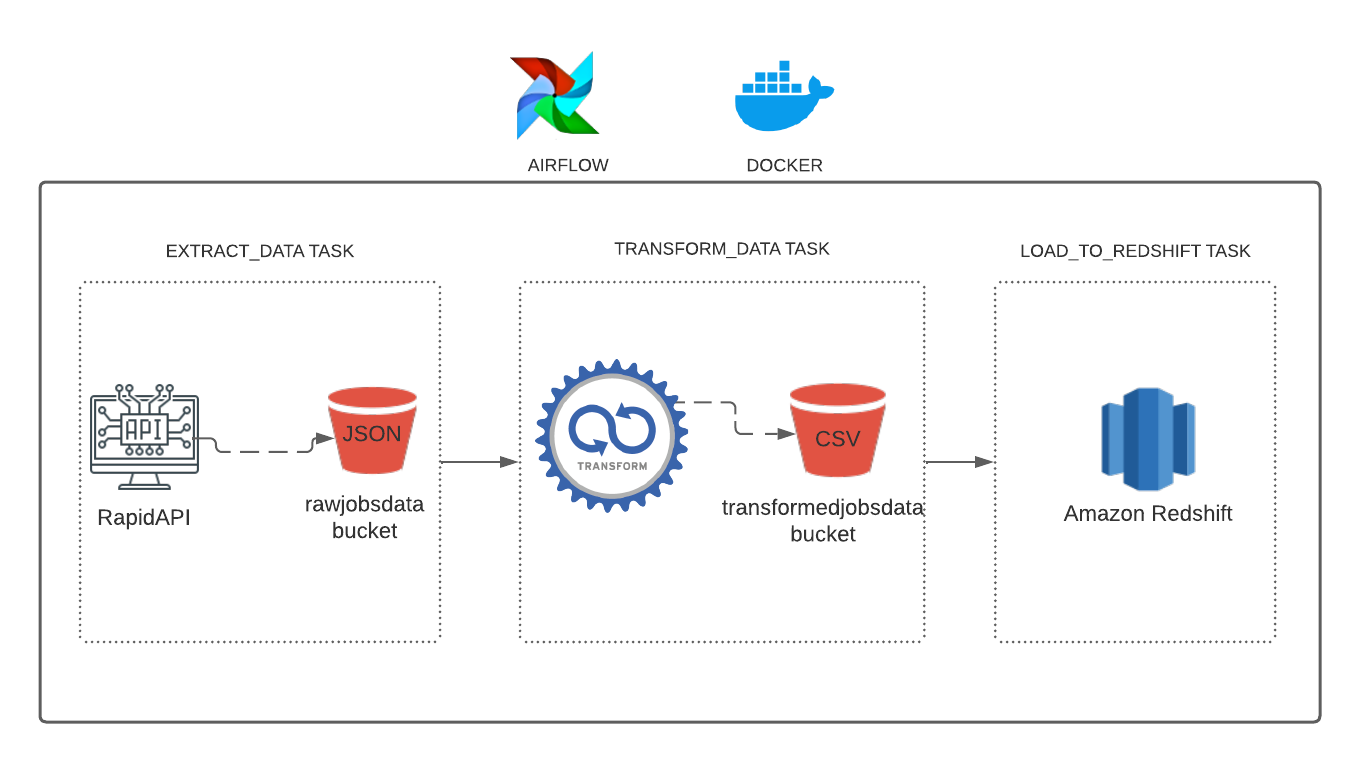 AIRFLOW
DOCKER
EXTRACT_DATA TASK
TRANSFORM_DATA TASK
LOAD_TO_REDSHIFT TASK
API
RapidAPI
JSON
rawjobsdata
bucket
TRANSFORM
CSV
transformedjobsdata
bucket
Amazon Redshift